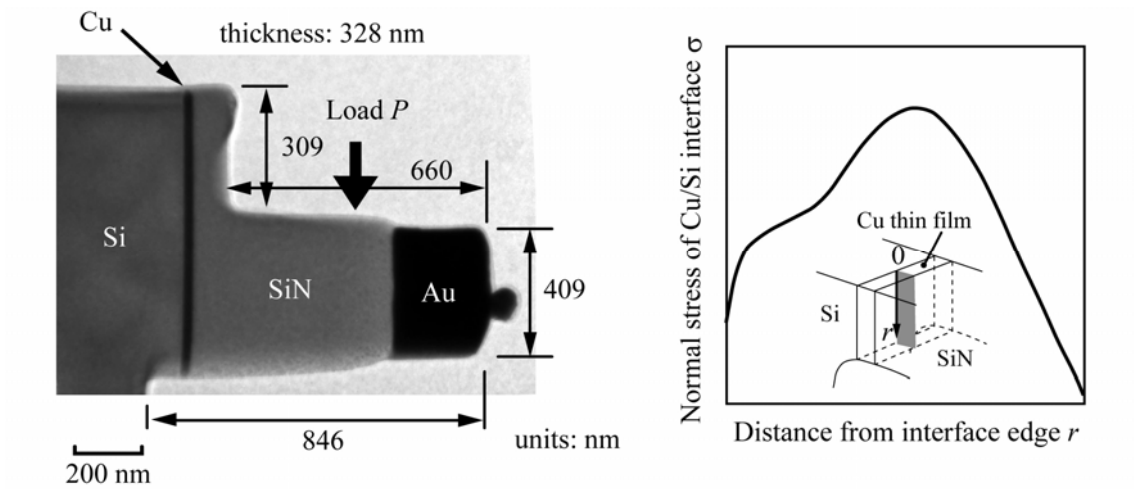 Cu
thickness: 328 nm
Load P
309
660
Si
SiN
Au
409
846
units: nm
200 nm
Normal stress of Cu/Si interface σ
Cu thin film
0
Si
r
SiN
Distance from interface edge r